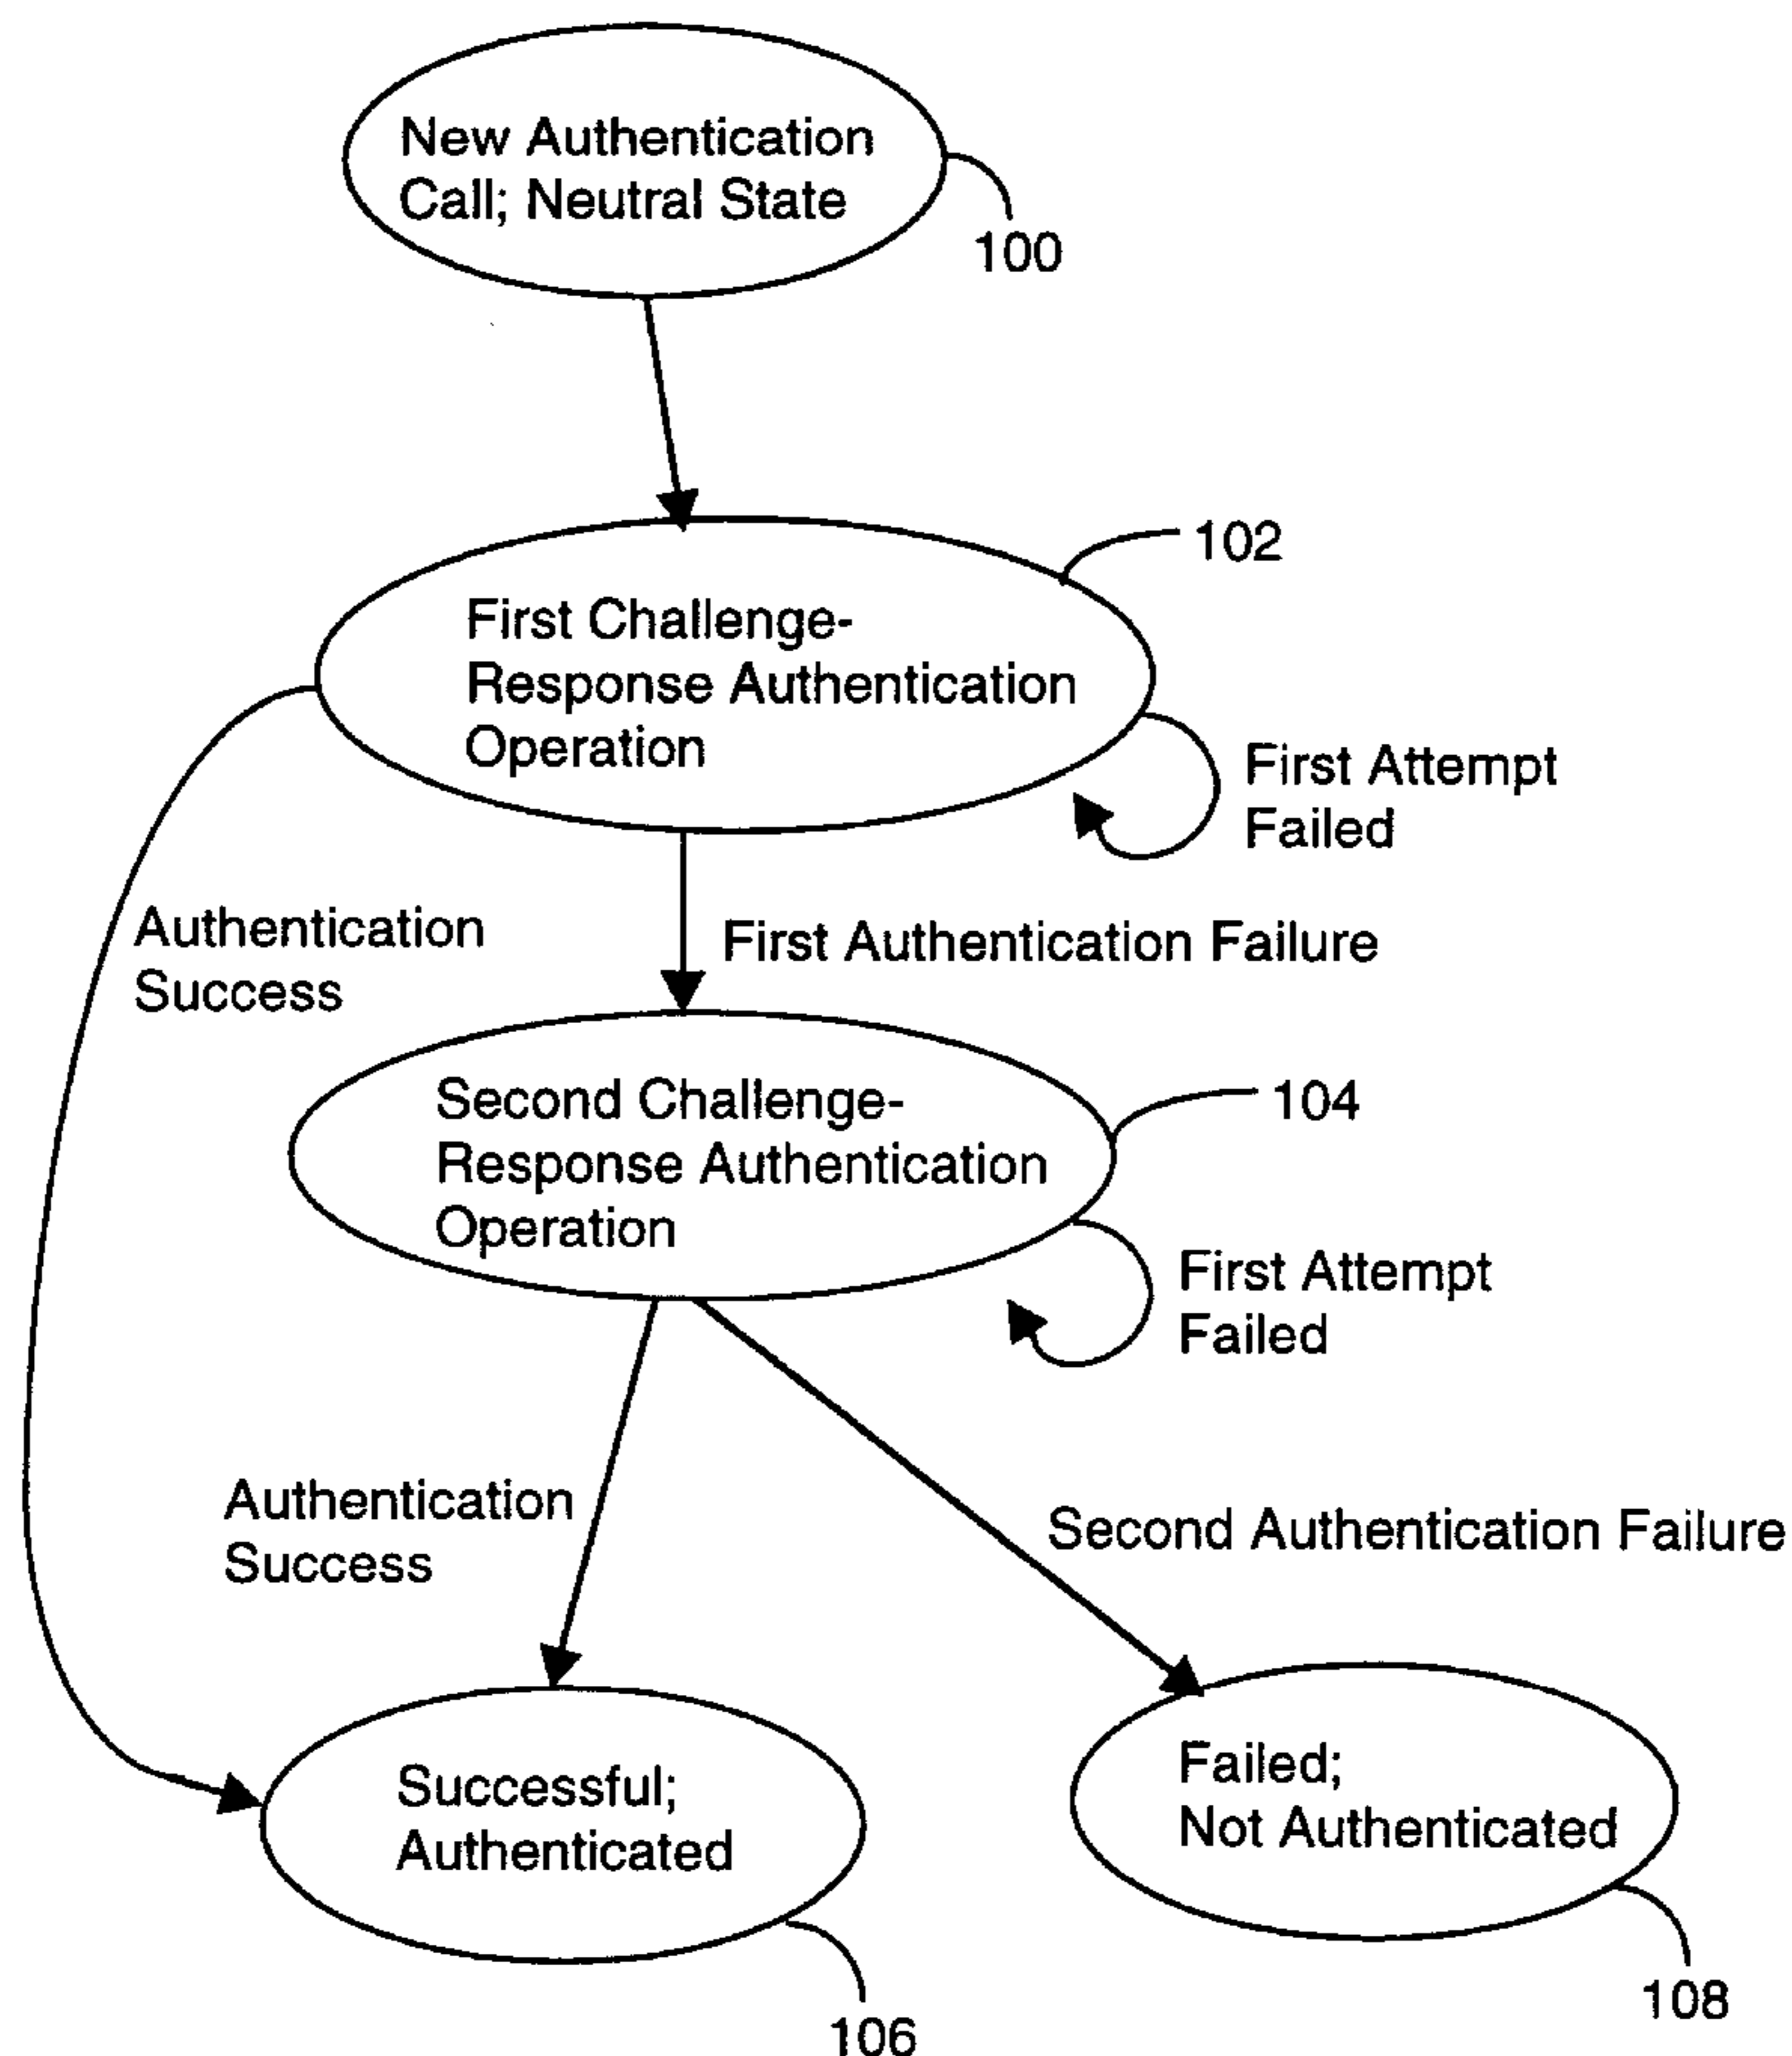 New Authentication
Call; Neutral State
100
102
First Challenge-
Response Authentication
Operation
First Attempt
Failed
Authentication
Success
First Authentication Failure
Second Challenge-
Response Authentication
Operation
104
First Attempt
Failed
Authentication
Success
Second Authentication Failure
Successful;
Authenticated
Failed;
Not Authenticated
106
108